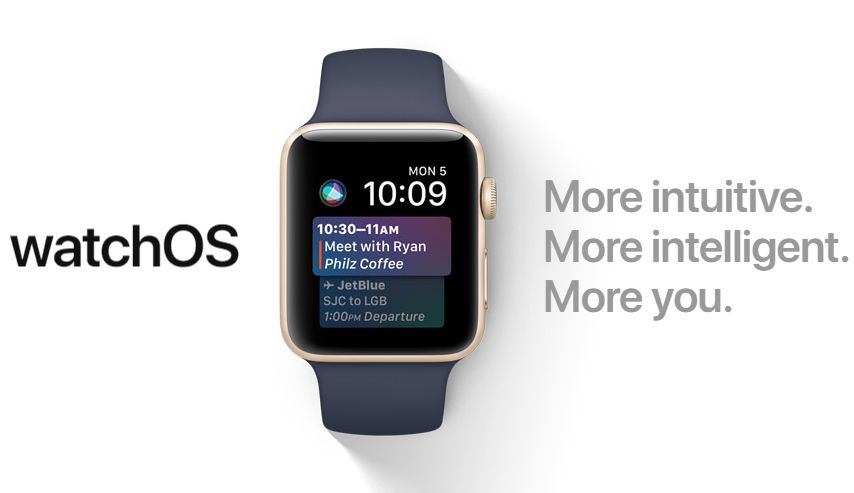 watchOS
MON 5
10:09
10:30–11AM
Meet with Ryan
Philz Coffee
✈ JetBlue
SJC to LGB
1:00PM Departure
More intuitive.
More intelligent.
More you.